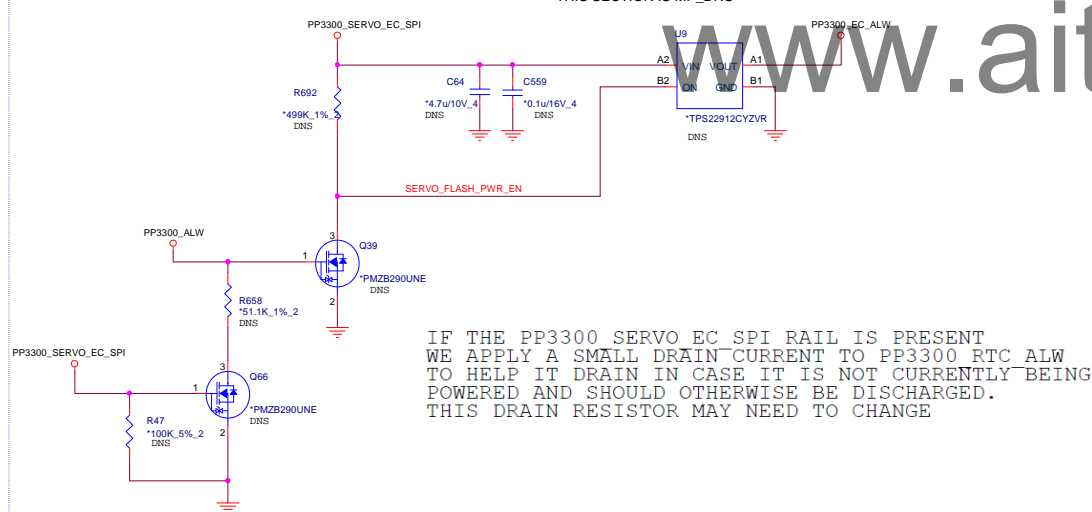 PP3300_SERVO_EC_SPI
PP3300_EC_ALW
www.ait
U9
A2 VIN VOUT A1
B2 ON GND B1
*TPS22912CYZVR
DNS
R692
*499K_1%_2
DNS
C64
*4.7u/10V_4
DNS
C559
*0.1u/16V_4
DNS
SERVO_FLASH_PWR_EN
PP3300_ALW
3
Q39
1
*PMZB290UNE
DNS
2
R658
*51.1K_1%_2
DNS
PP3300_SERVO_EC_SPI
3
Q66
1
*PMZB290UNE
DNS
2
R47
*100K_5%_2
DNS
IF THE PP3300_SERVO_EC_SPI RAIL IS PRESENT
WE APPLY A SMALL DRAIN CURRENT TO PP3300_RTC_ALW
TO HELP IT DRAIN IN CASE IT IS NOT CURRENTLY BEING
POWERED AND SHOULD OTHERWISE BE DISCHARGED.
THIS DRAIN RESISTOR MAY NEED TO CHANGE